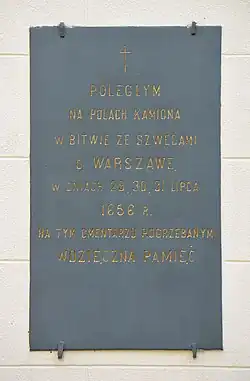 POLEGŁYM
NA POLACH KAMIONA
W BITWIE ZE SZWEDAMI
O WARSZAWĘ
W DNIACH 29, 30, 31 LIPCA
1656 R.
NA TYM CMENTARZU POGRZEBANYM
WDZIĘCZNA PAMIĘĆ